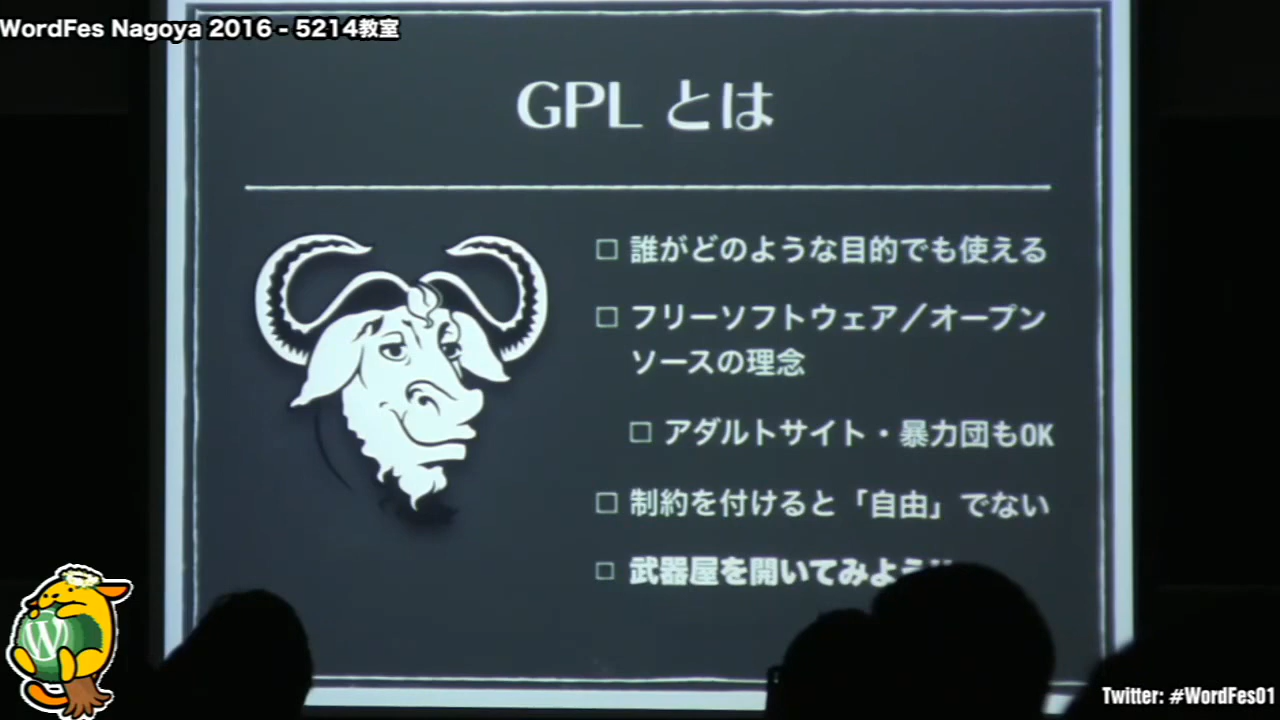 WordFes Nagoya 2016 - 5214教室
GPL とは
□ 誰がどのような目的でも使える
□ フリーソフトウェア／オープン
ソースの理念
□ アダルトサイト・暴力団もOK
□ 制約を付けると「自由」でない
□ 武器屋を開いてみよう
W
Twitter: #WordFes01